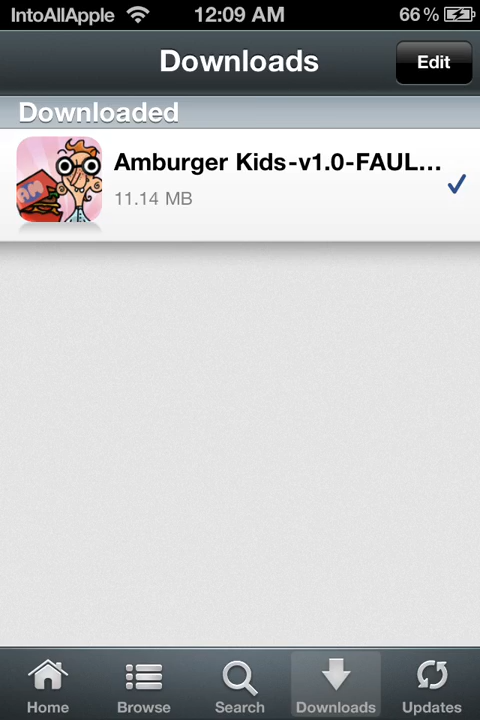 IntoAllApple 12:09 AM 66%
Downloads Edit
Downloaded
Amburger Kids-v1.0-FAUL...
11.14 MB
AM
Home Browse Search Downloads Updates